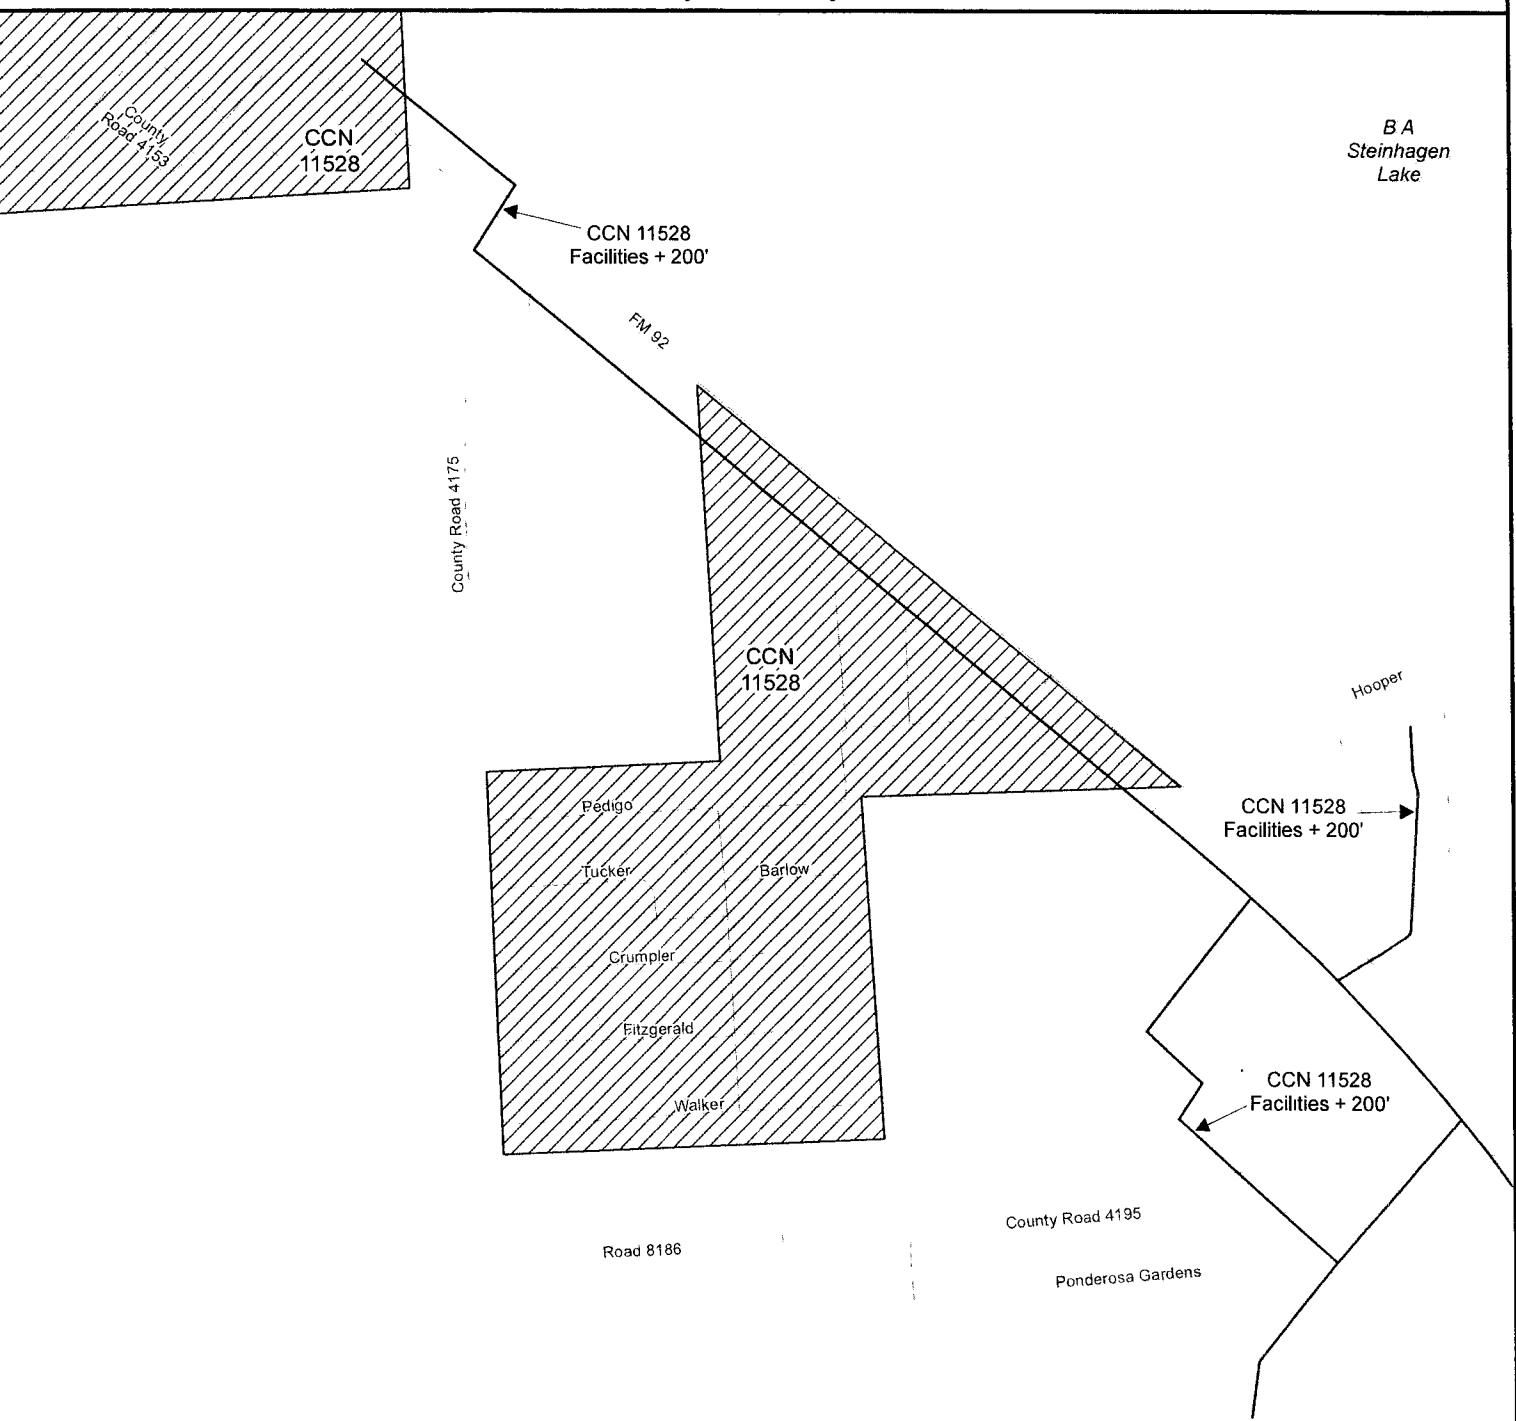 County
Road 4153
CCN
11528
B A
Steinhagen
Lake
CCN 11528
Facilities + 200'
FM 92
County Road 4175
CCN
11528
Hooper
CCN 11528
Facilities + 200'
Pedigo
Tucker
Barlow
Crumpler
Fitzgerald
Walker
CCN 11528
Facilities + 200'
County Road 4195
Road 8186
Ponderosa Gardens